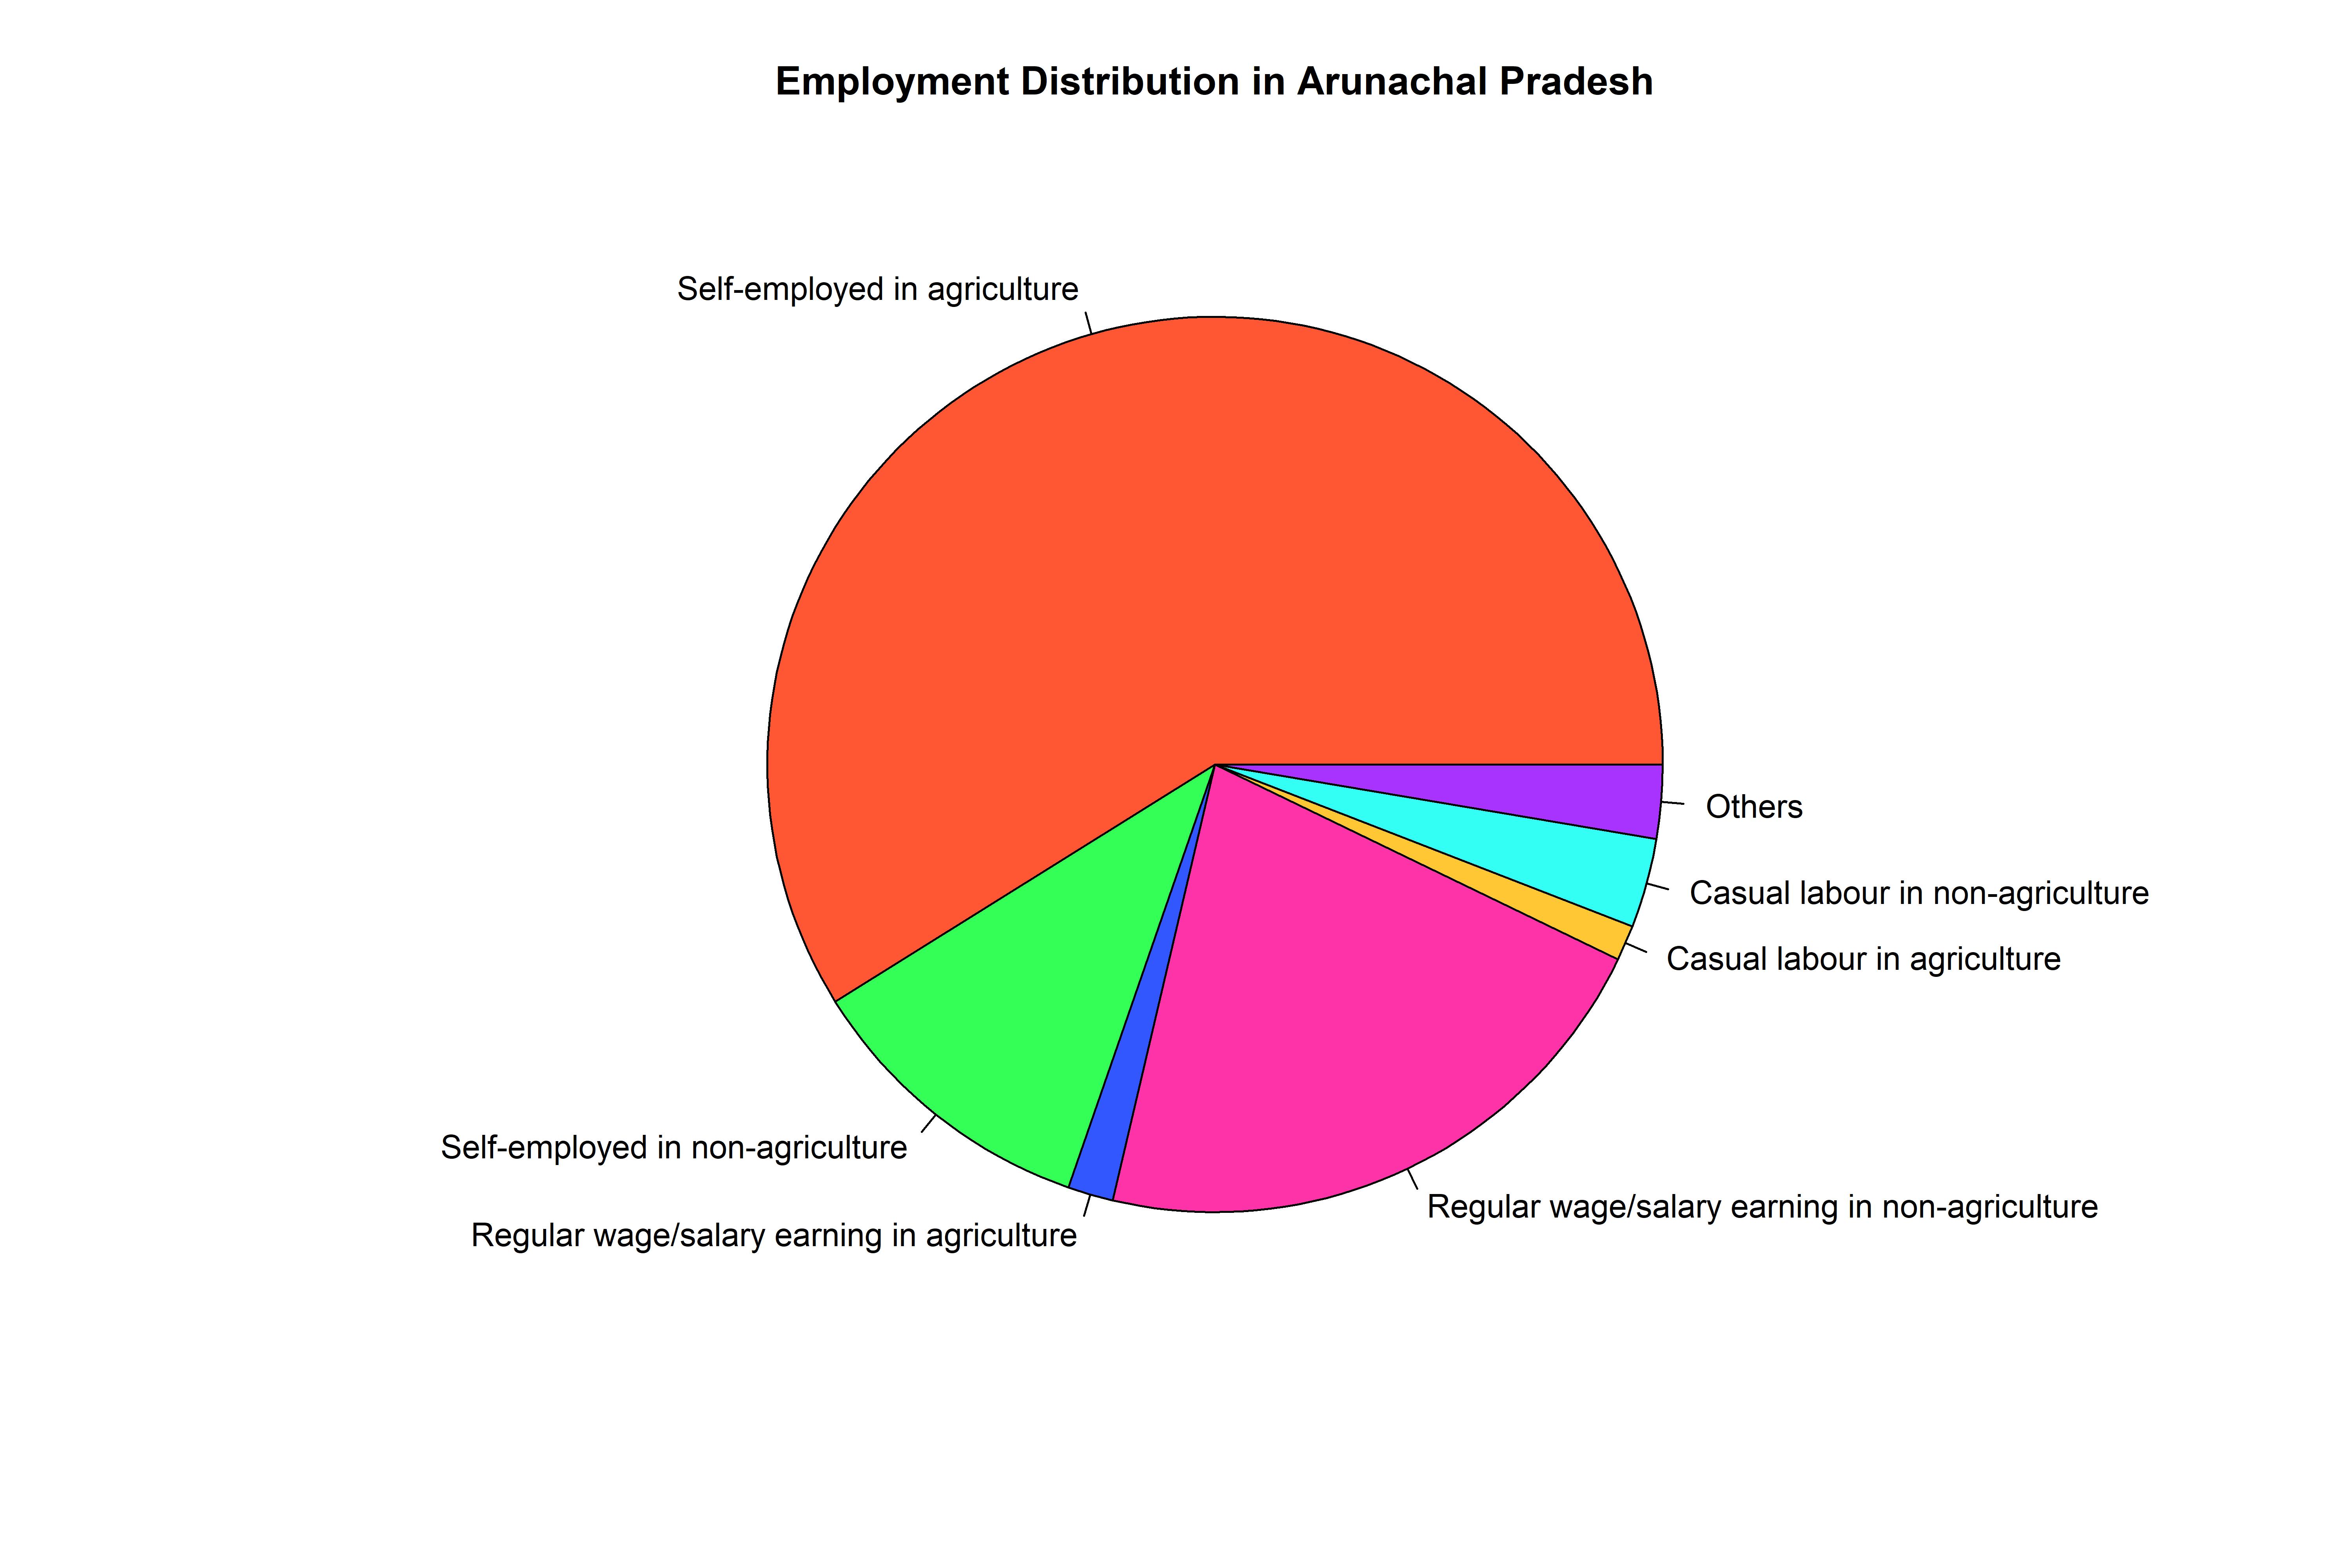 Employment Distribution in Arunachal Pradesh
Self-employed in agriculture
Others
Casual labour in non-agriculture
Casual labour in agriculture
Self-employed in non-agriculture
Regular wage/salary earning in non-agriculture
Regular wage/salary earning in agriculture